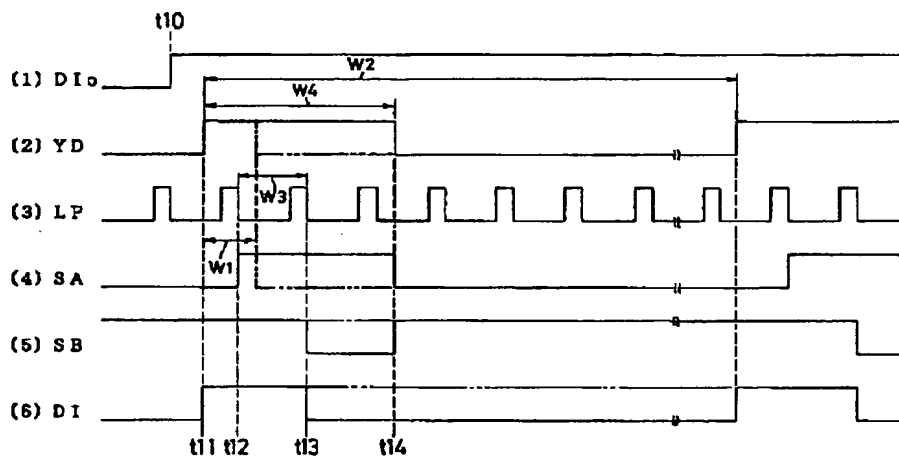 t10
(1) DIo
W2
W4
(2) YD
W3
(3) LP
W1
(4) SA
(5) SB
(6) DI
t11 t12 t13 t14